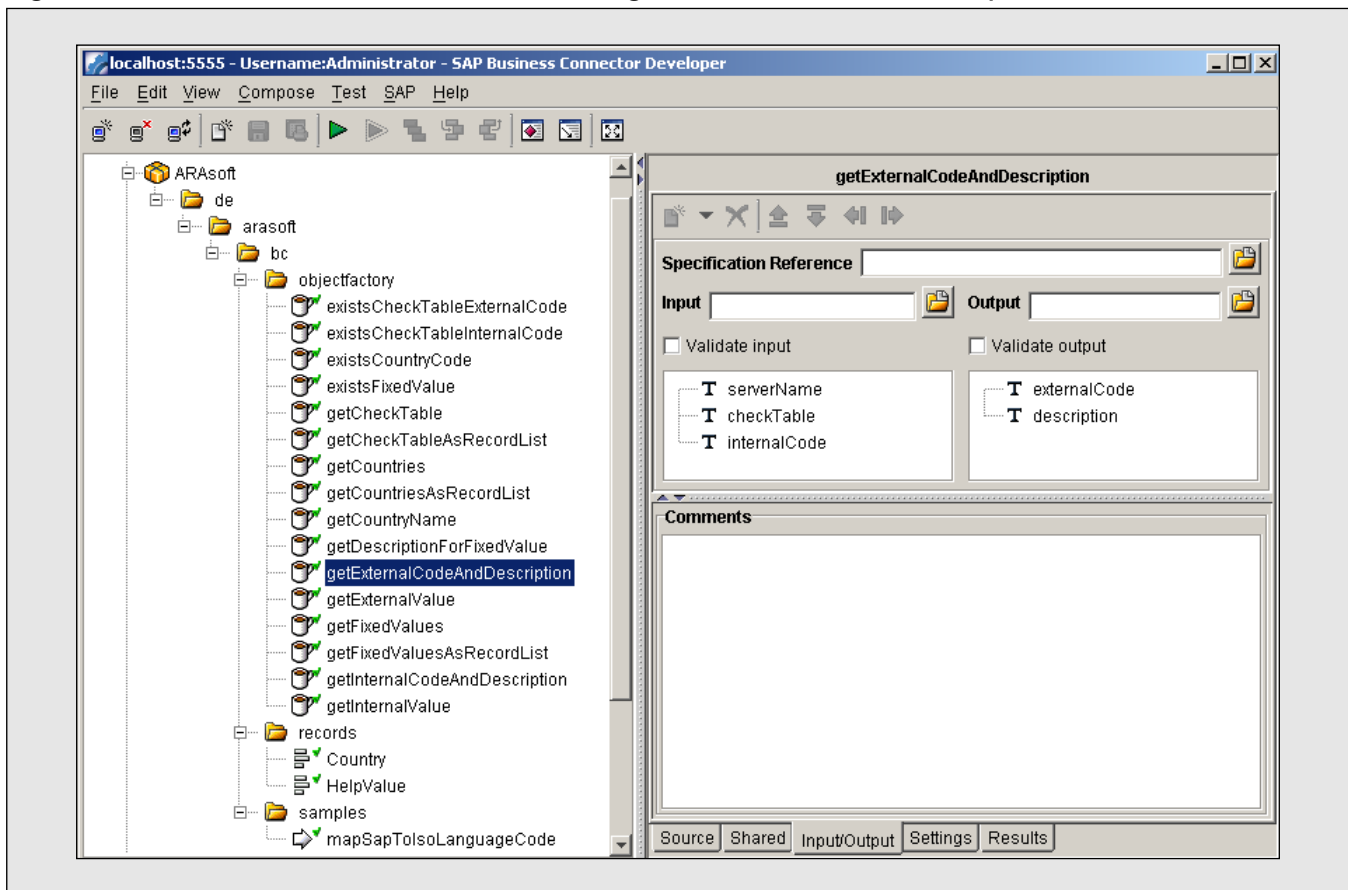 localhost:5555 - Username:Administrator - SAP Business Connector Developer
File Edit View Compose Test SAP Help
ARAsoft
de
arasoft
bc
objectfactory
existsCheckTableExternalCode
existsCheckTableInternalCode
existsCountryCode
existsFixedValue
getCheckTable
getCheckTableAsRecordList
getCountries
getCountriesAsRecordList
getCountryName
getDescriptionForFixedValue
getExternalCodeAndDescription
getExternalValue
getFixedValues
getFixedValuesAsRecordList
getInternalCodeAndDescription
getInternalValue
records
Country
HelpValue
samples
mapSapToIsoLanguageCode
getExternalCodeAndDescription
Specification Reference
Input Output
Validate input Validate output
T serverName
T checkTable
T internalCode
T externalCode
T description
Comments
Source Shared Input/Output Settings Results